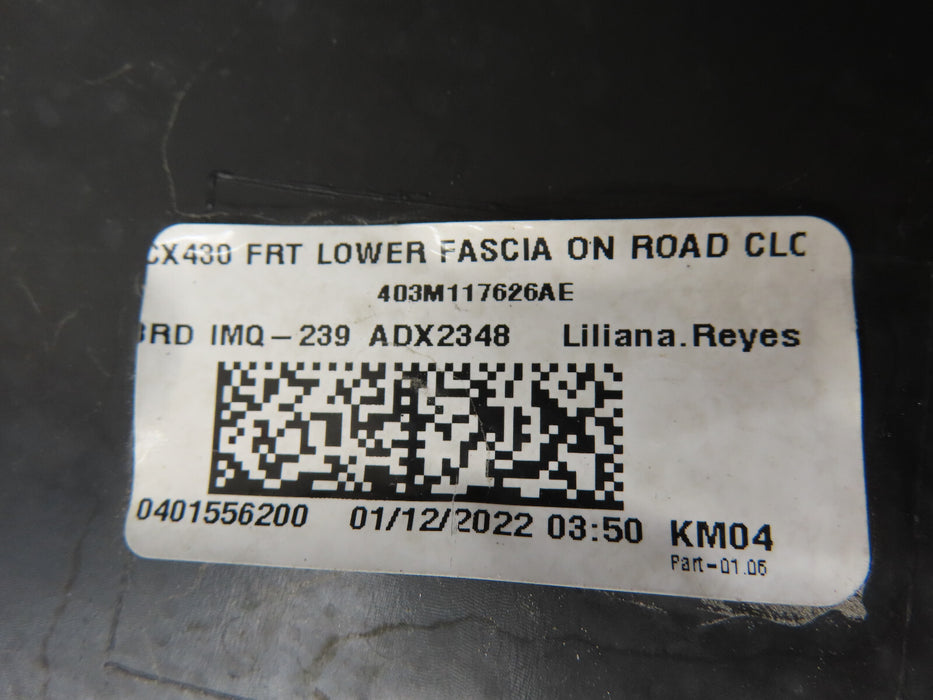 CX430 FRT LOWER FASCIA ON ROAD CLC
403M117626AE
3RD IMQ-239 ADX2348 Liliana.Reyes
0401556200 01/12/2022 03:50 KM04
Part-01.06